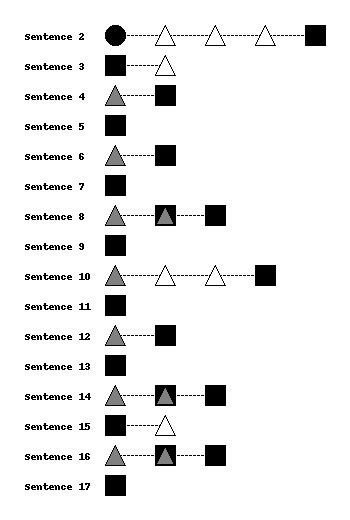 Sentence 2
Sentence 3
Sentence 4
Sentence 5
Sentence 6
Sentence 7
Sentence 8
Sentence 9
Sentence 10
Sentence 11
Sentence 12
Sentence 13
Sentence 14
Sentence 15
Sentence 16
Sentence 17